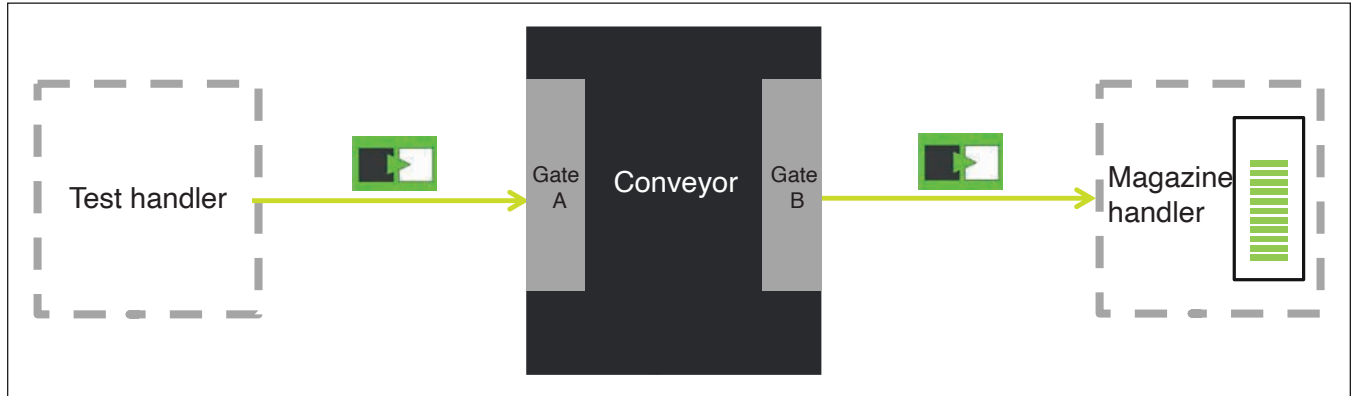 Test handler
Gate
A
Conveyor
Gate
B
Magazine
handler